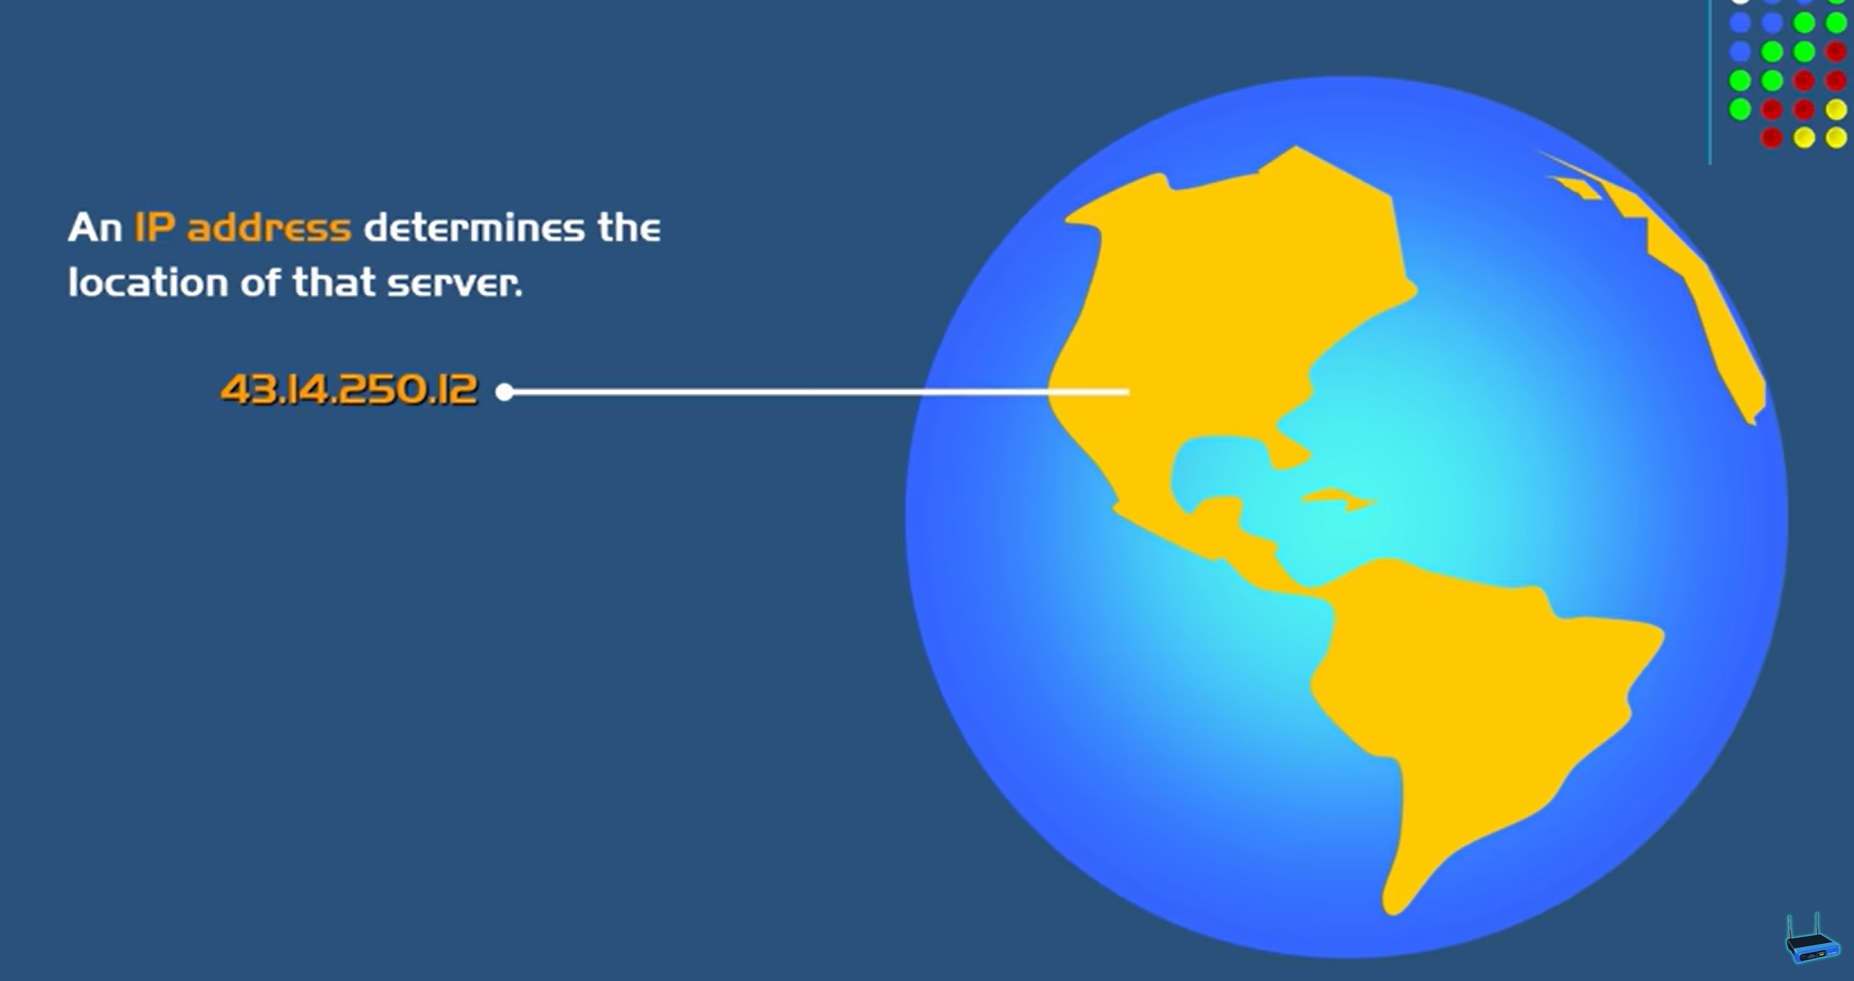 An IP address determines the
location of that server.
43.14.250.12